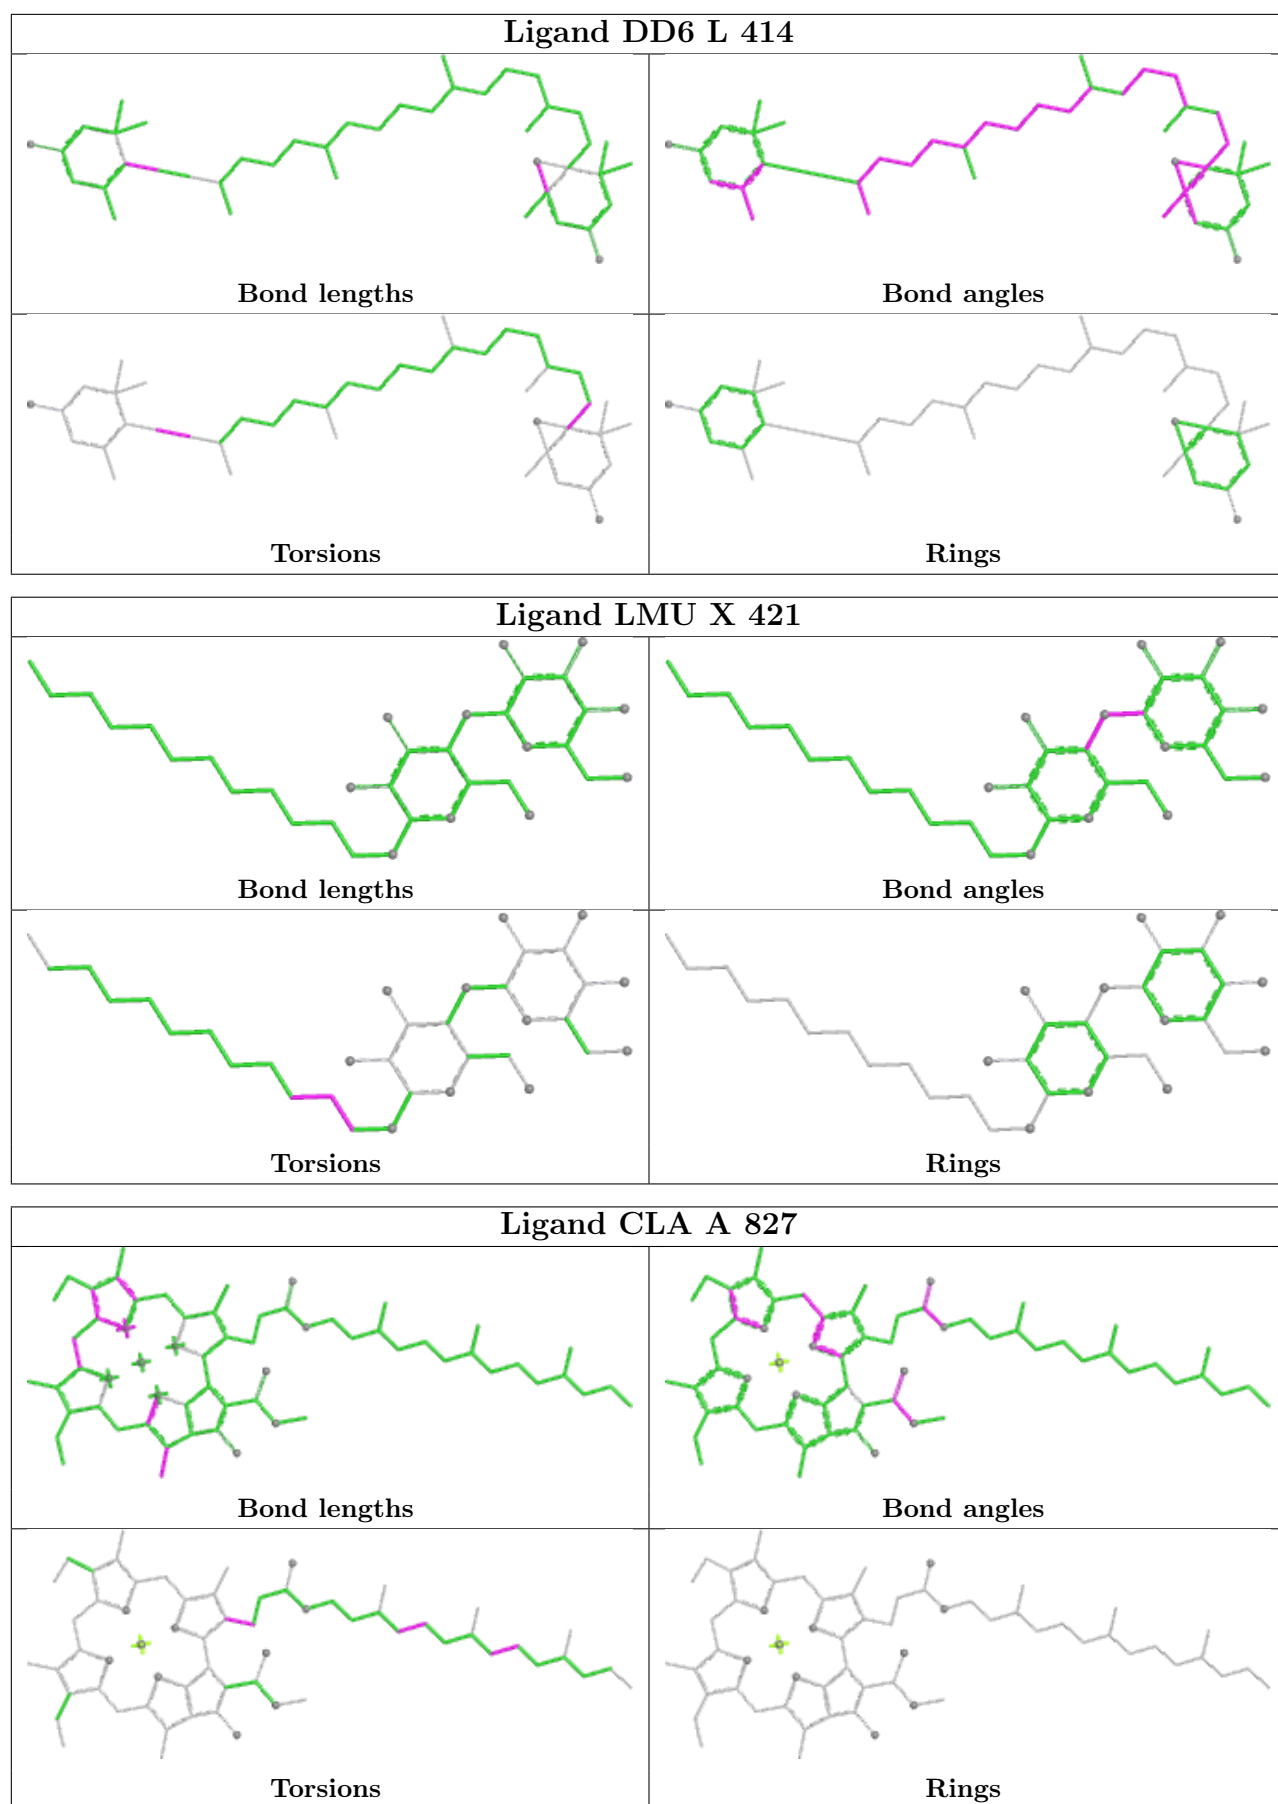 Ligand DD6 L 414
Bond lengths
Bond angles
Torsions
Rings
Ligand LMU X 421
Bond lengths
Bond angles
Torsions
Rings
Ligand CLA A 827
Bond lengths
Bond angles
Torsions
Rings